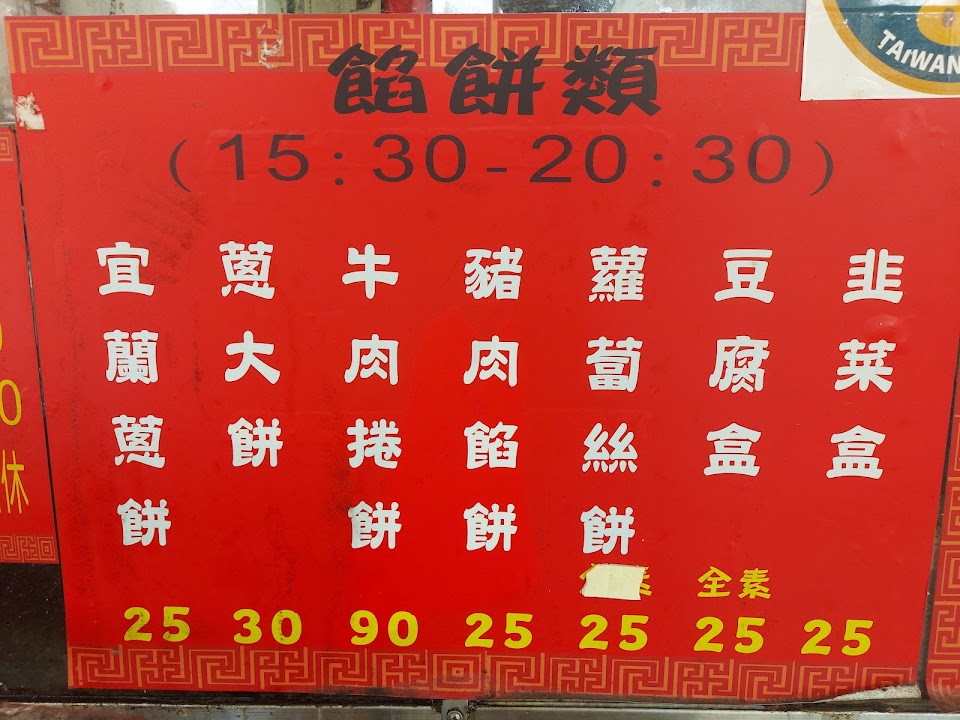 TAIWAN
餡餅類
(15:30-20:30)
韭菜盒
25
豆腐盒
全素
25
蘿蔔絲餅
25
豬肉餡餅
25
牛肉捲餅
90
蔥大餅
30
宜蘭蔥餅
25
休